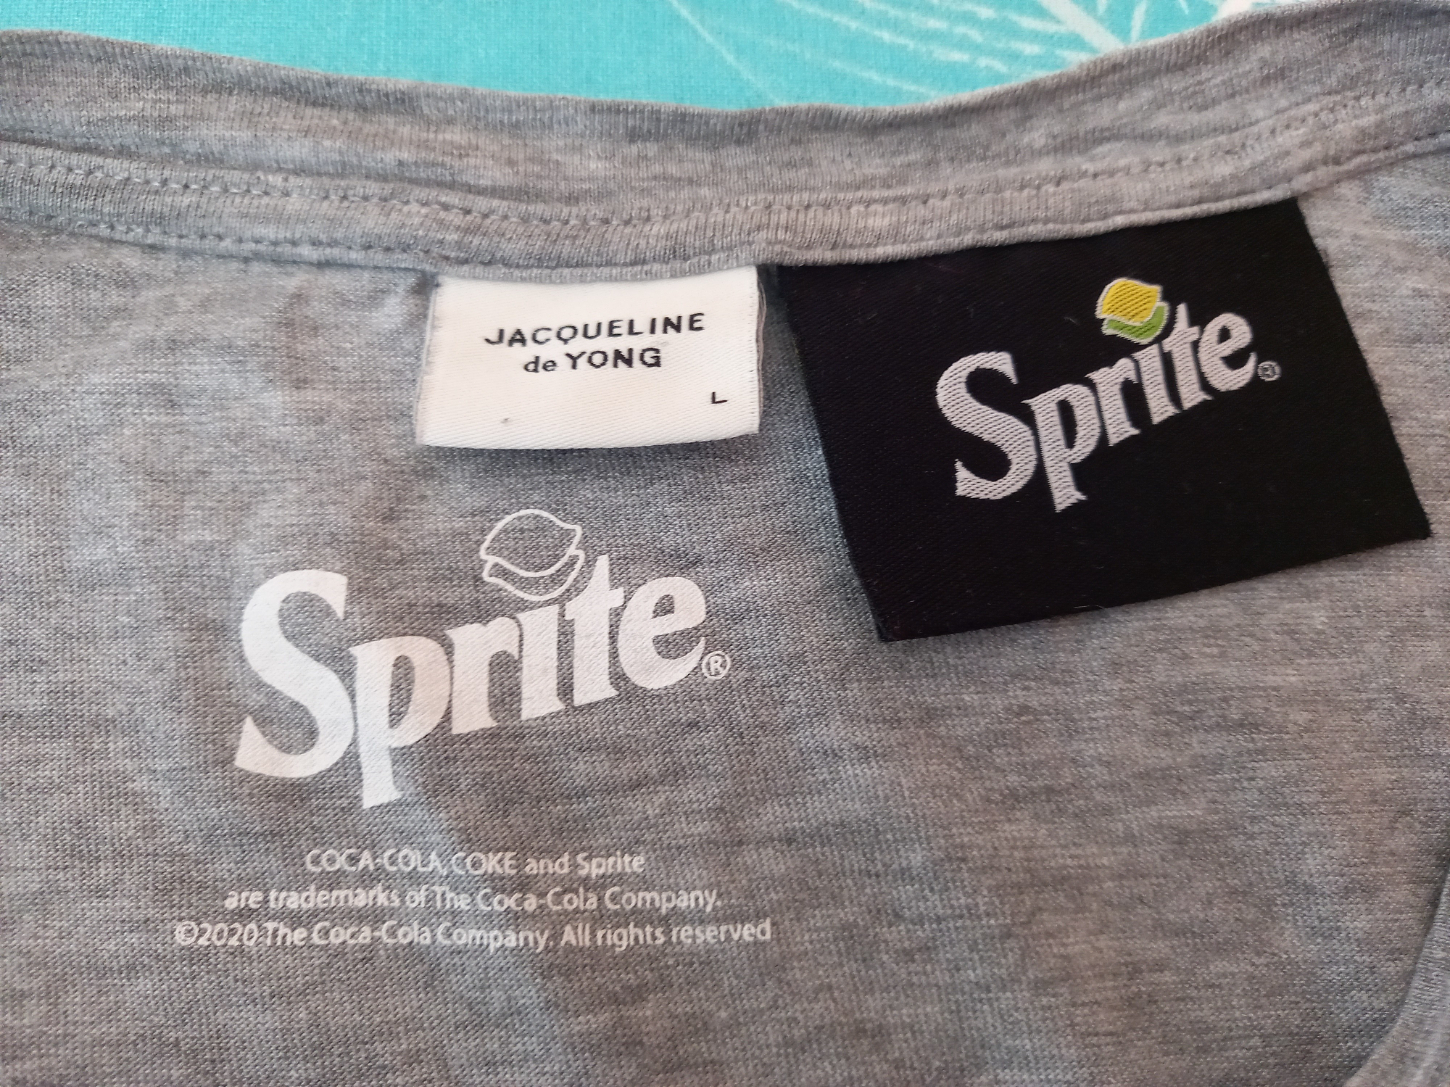 JACQUELINE
de YONG
L
Sprite®
Sprite®
COCA-COLA, COKE and Sprite
are trademarks of The Coca-Cola Company.
©2020 The Coca-Cola Company. All rights reserved